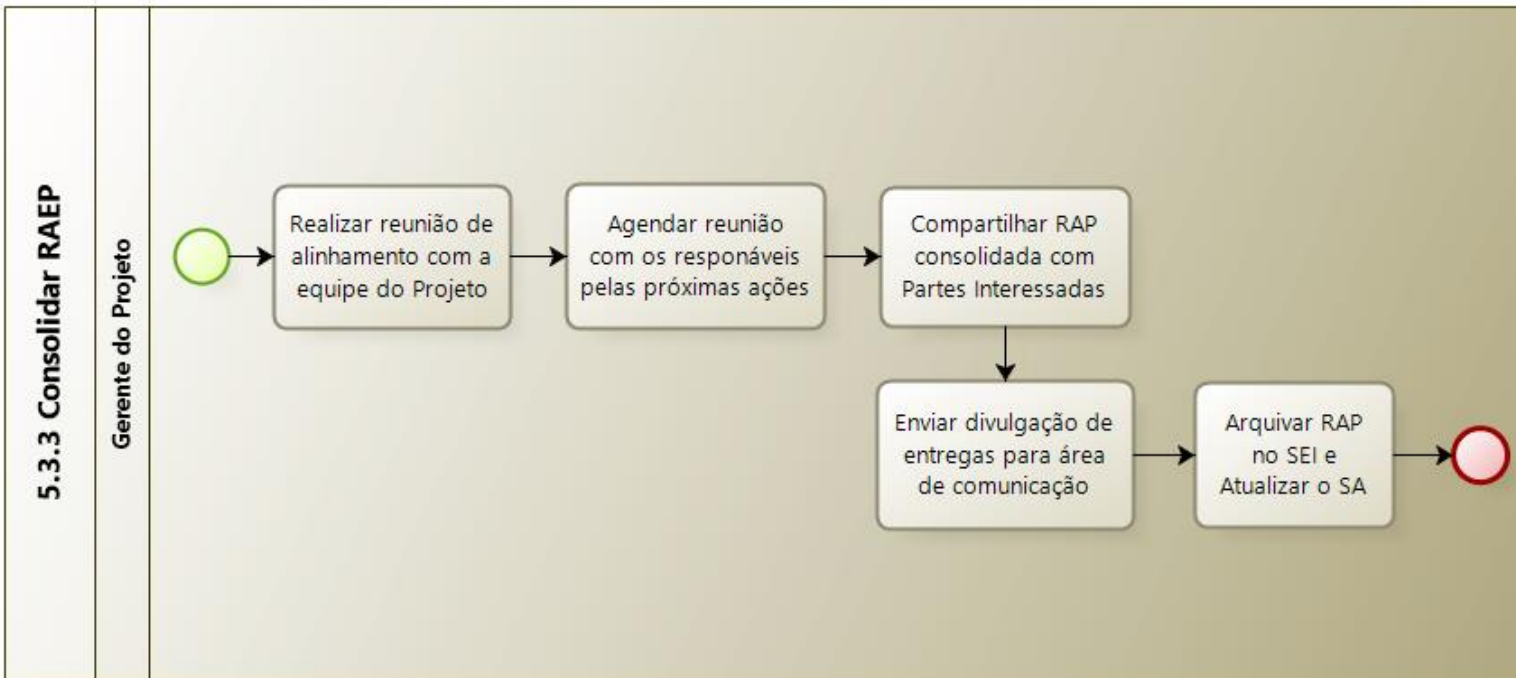 5.3.3 Consolidar RAEP
Gerente do Projeto
Realizar reunião de
alinhamento com a
equipe do Projeto
Agendar reunião
com os responáveis
pelas próximas ações
Compartilhar RAP
consolidada com
Partes Interessadas
Enviar divulgação de
entregas para área
de comunicação
Arquivar RAP
no SEI e
Atualizar o SA